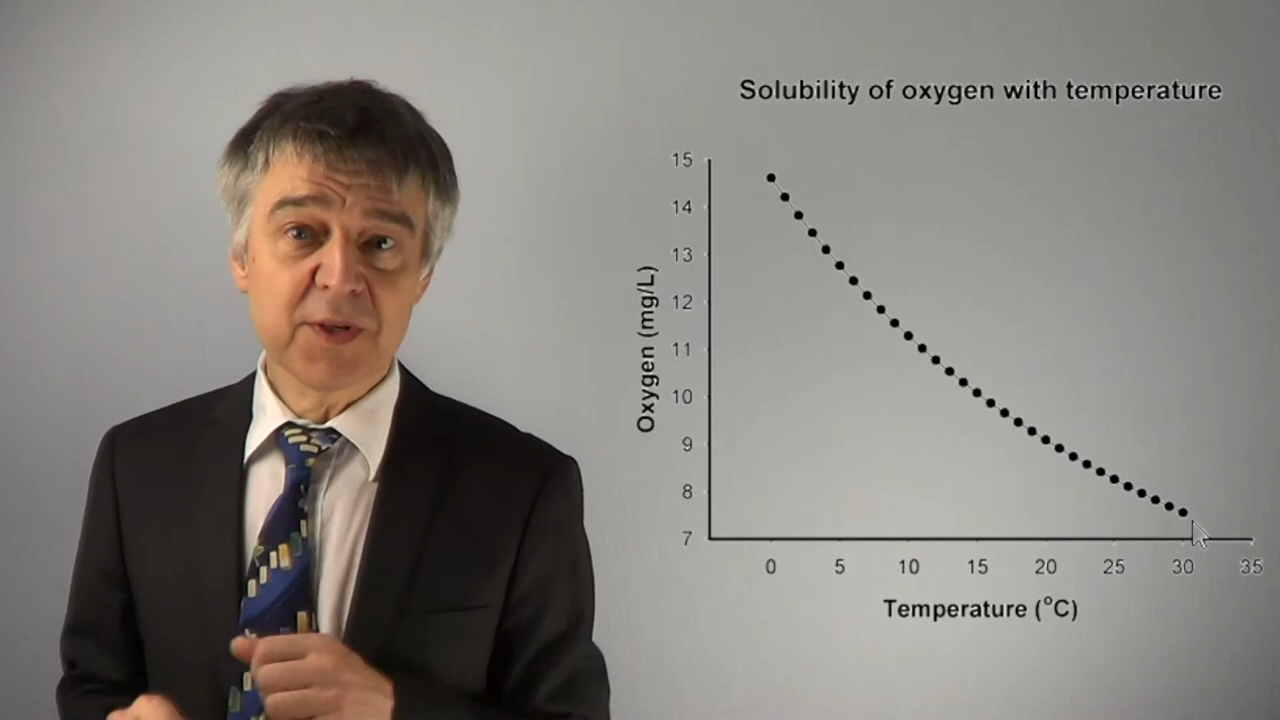 Solubility of oxygen with temperature
15
14
13
12
11
10
9
8
7
Oxygen (mg/L)
0 5 10 15 20 25 30 35
Temperature (°C)